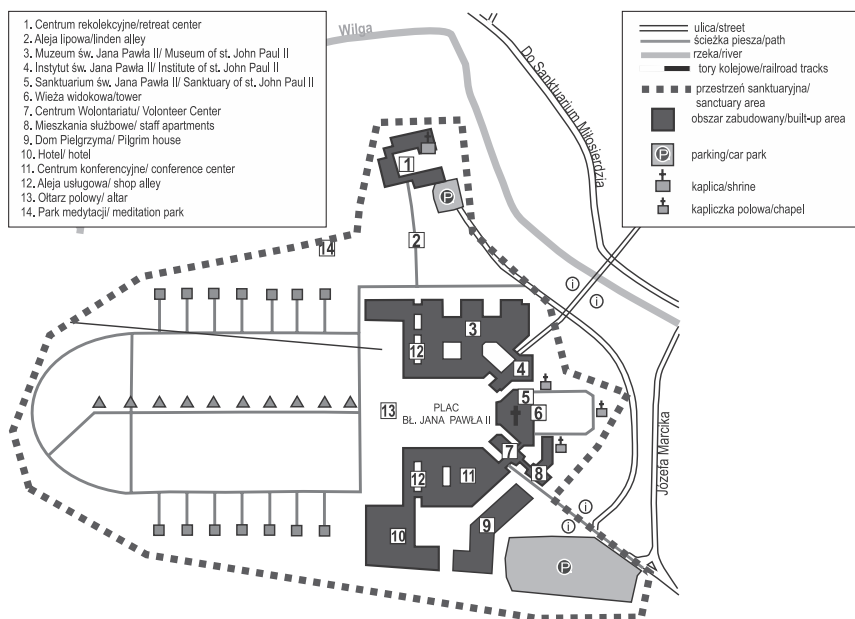 1. Centrum rekolekcyjne/retreat center
2. Aleja lipowa/linden alley
3. Muzeum św. Jana Pawła II/ Museum of st. John Paul II
4. Instytut św. Jana Pawła II/ Institute of st. John Paul II
5. Sanktuarium św. Jana Pawła II/ Sanctuary of st. John Paul II
6. Wieża widokowa/tower
7. Centrum Wolontariatu/ Volunteer Center
8. Mieszkania służbowe/ staff apartments
9. Dom Pielgrzyma/ Pilgrim house
10. Hotel/ hotel
11. Centrum konferencyjne/ conference center
12. Aleja usługowa/ shop alley
13. Ołtarz polowy/ altar
14. Park medytacji/ meditation park
Wilga
Do Sanktuarium Miłosierdzia
ulica/street
ścieżka piesza/path
rzeka/river
tory kolejowe/railroad tracks
przestrzeń sanktuaryjna/
sanctuary area
obszar zabudowany/built-up area
P
parking/car park
kaplica/shrine
kapliczka polowa/chapel
1
P
2
14
i
i
3
12
4
5
6
13
PLAC
BŁ. JANA PAWŁA II
7
8
12
11
9
10
i
i
P
Józefa Marcika